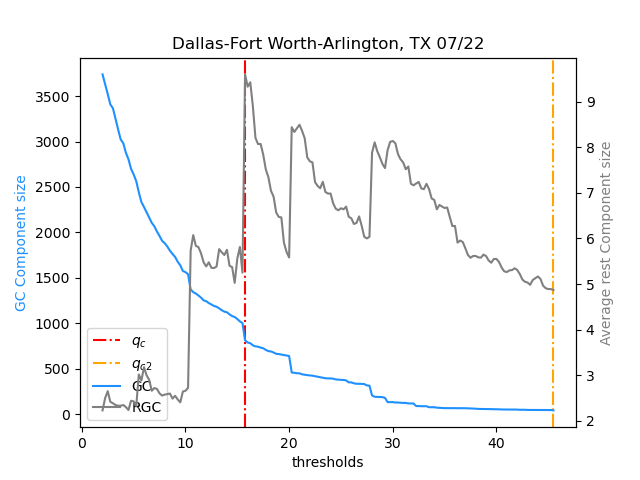 Dallas-Fort Worth-Arlington, TX 07/22
GC Component size
3500
3000
2500
2000
1500
1000
500
0
9
8
7
6
5
4
3
2
Average rest Component size
q_c
q_c2
GC
RGC
0 10 20 30 40
thresholds